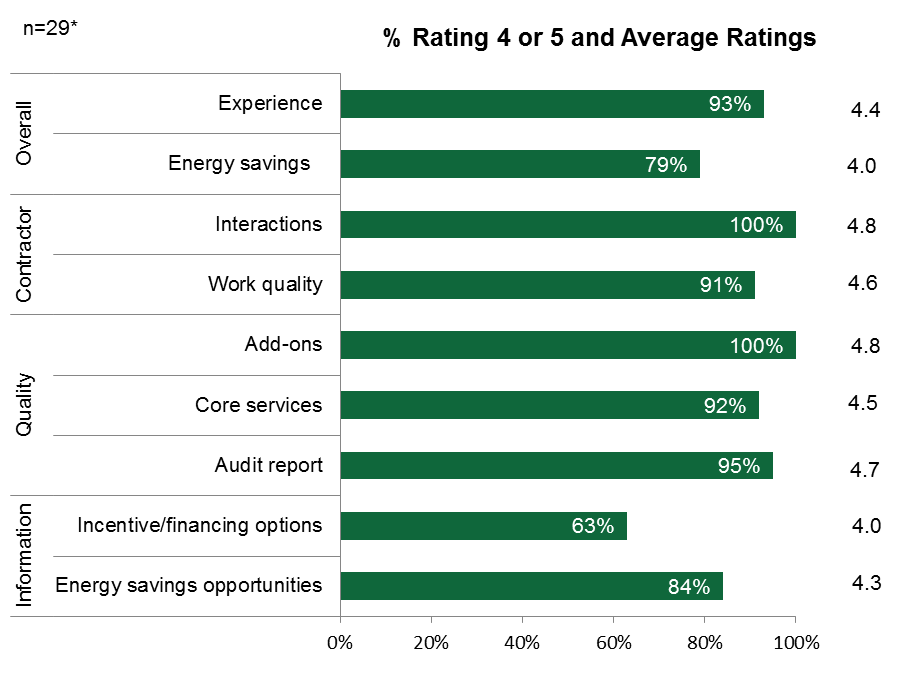 n=29*
% Rating 4 or 5 and Average Ratings
Overall
Experience 93% 4.4
Energy savings 79% 4.0
Contractor
Interactions 100% 4.8
Work quality 91% 4.6
Quality
Add-ons 100% 4.8
Core services 92% 4.5
Audit report 95% 4.7
Information
Incentive/financing options 63% 4.0
Energy savings opportunities 84% 4.3
0% 20% 40% 60% 80% 100%